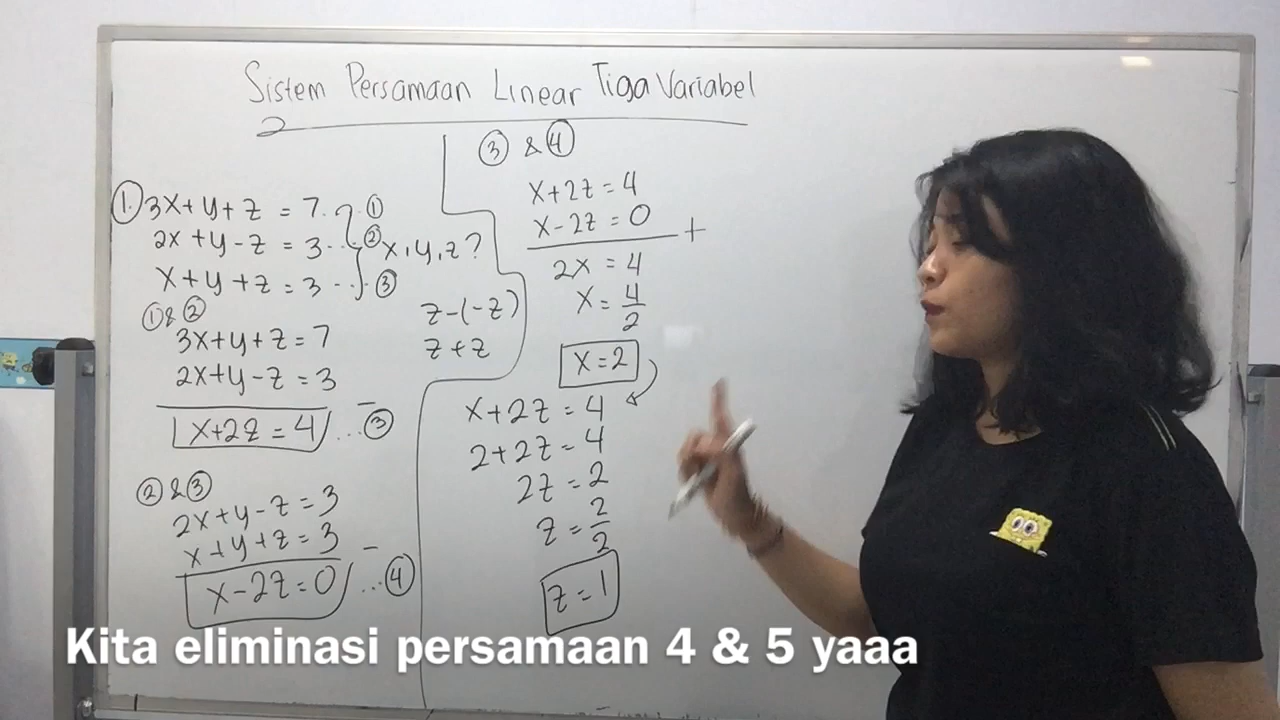 Sistem Persamaan Linear Tiga Variabel
① 3x+y+z = 7 ... ①
2x+y-z = 3 ... ② x,y,z?
x+y+z = 3 ... ③
① & ②
3x+y+z = 7
2x+y-z = 3 -
x+2z = 4 ... ③
② & ③
2x+y-z = 3
x+y+z = 3 -
x-2z = 0 ... ④
z-(-z)
z+z
③ & ④
x+2z = 4
x-2z = 0 +
2x = 4
x = 4/2
x = 2
x+2z = 4
2+2z = 4
2z = 2
z = 2/2
z = 1
Kita eliminasi persamaan 4 & 5 yaaa